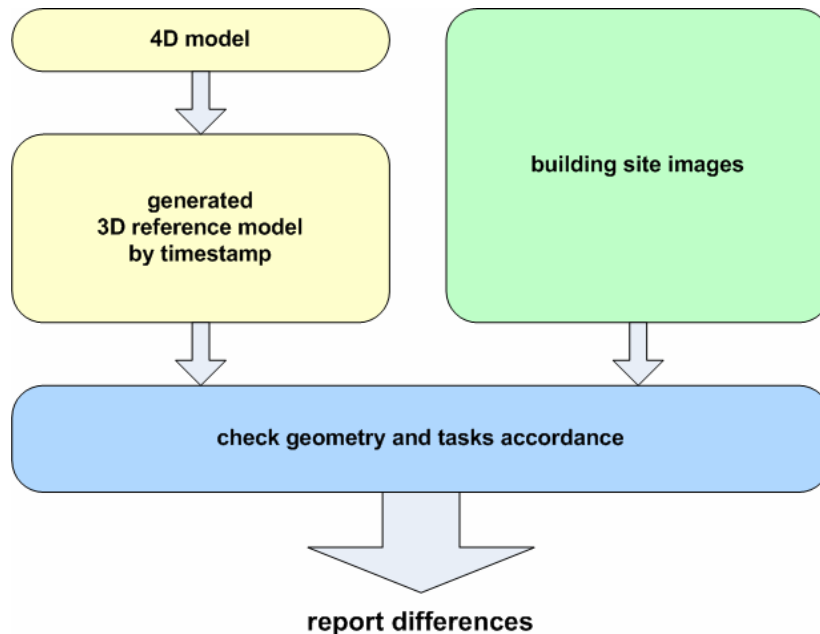 4D model
building site images
generated
3D reference model
by timestamp
check geometry and tasks accordance
report differences